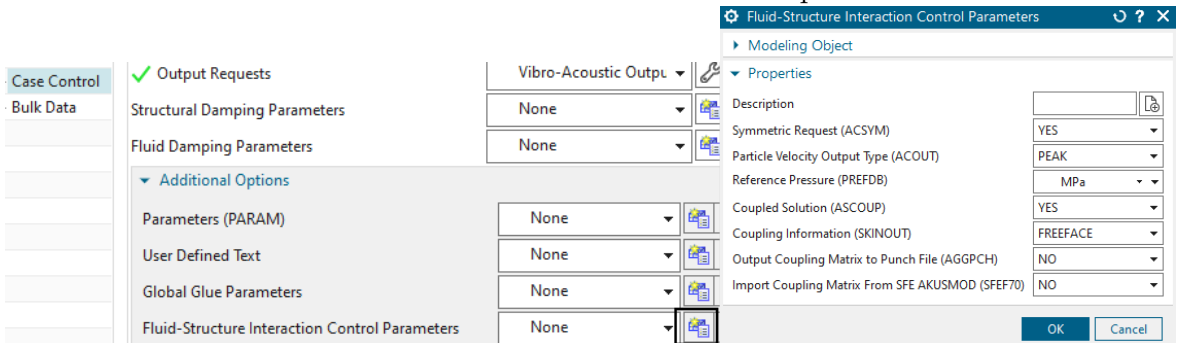 Fluid-Structure Interaction Control Parameters
Modeling Object
Properties
Description
Symmetric Request (ACSYM) YES
Particle Velocity Output Type (ACOUT) PEAK
Reference Pressure (PREFDB) MPa
Coupled Solution (ASCOUP) YES
Coupling Information (SKINOUT) FREEFACE
Output Coupling Matrix to Punch File (AGGPCH) NO
Import Coupling Matrix From SFE AKUSMOD (SFEF70) NO
OK Cancel
Case Control
Bulk Data
Output Requests Vibro-Acoustic Outpu
Structural Damping Parameters None
Fluid Damping Parameters None
Additional Options
Parameters (PARAM) None
User Defined Text None
Global Glue Parameters None
Fluid-Structure Interaction Control Parameters None